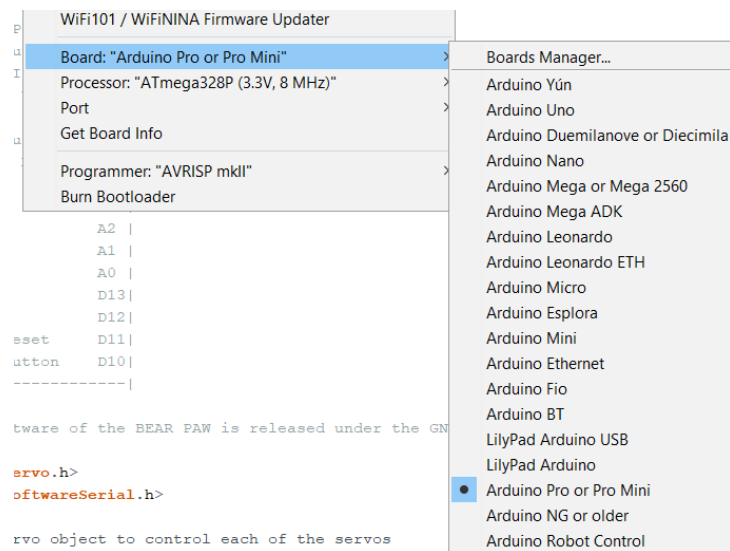 WiFi101 / WiFiNINA Firmware Updater
Board: "Arduino Pro or Pro Mini"
Processor: "ATmega328P (3.3V, 8 MHz)"
Port
Get Board Info
Programmer: "AVRISP mkII"
Burn Bootloader
Boards Manager...
Arduino Yún
Arduino Uno
Arduino Duemilanove or Diecimila
Arduino Nano
Arduino Mega or Mega 2560
Arduino Mega ADK
Arduino Leonardo
Arduino Leonardo ETH
Arduino Micro
Arduino Esplora
Arduino Mini
Arduino Ethernet
Arduino Fio
Arduino BT
LilyPad Arduino USB
LilyPad Arduino
Arduino Pro or Pro Mini
Arduino NG or older
Arduino Robot Control
A2 |
A1 |
A0 |
D13|
D12|
eset D11|
utton D10|
------------|
tware of the BEAR PAW is released under the GN
ervo.h>
oftwareSerial.h>
rvo object to control each of the servos